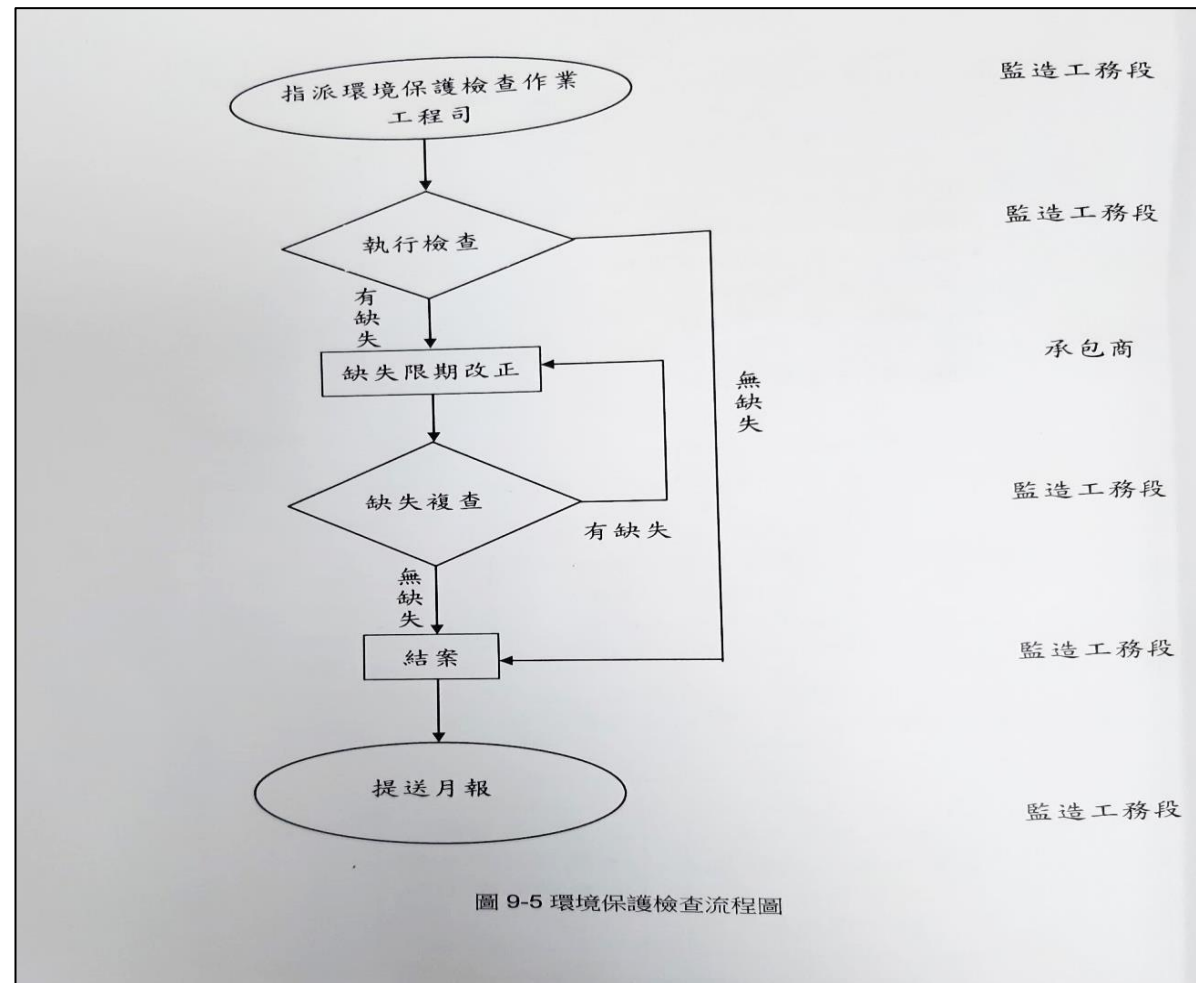 指派環境保護檢查作業
工程司
監造工務段
執行檢查
監造工務段
有缺失
缺失限期改正
承包商
無缺失
缺失複查
有缺失
監造工務段
無缺失
結案
監造工務段
提送月報
監造工務段
圖 9-5 環境保護檢查流程圖